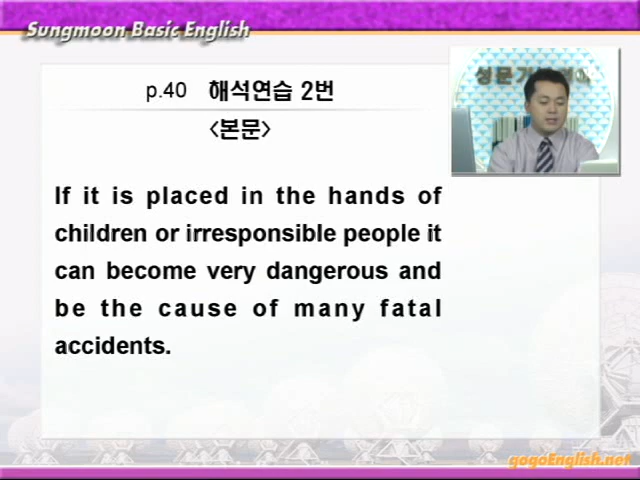 Sungmoon Basic English
p.40 해석연습 2번
<본문>
If it is placed in the hands of
children or irresponsible people it
can become very dangerous and
be the cause of many fatal
accidents.
gogoEnglish.net